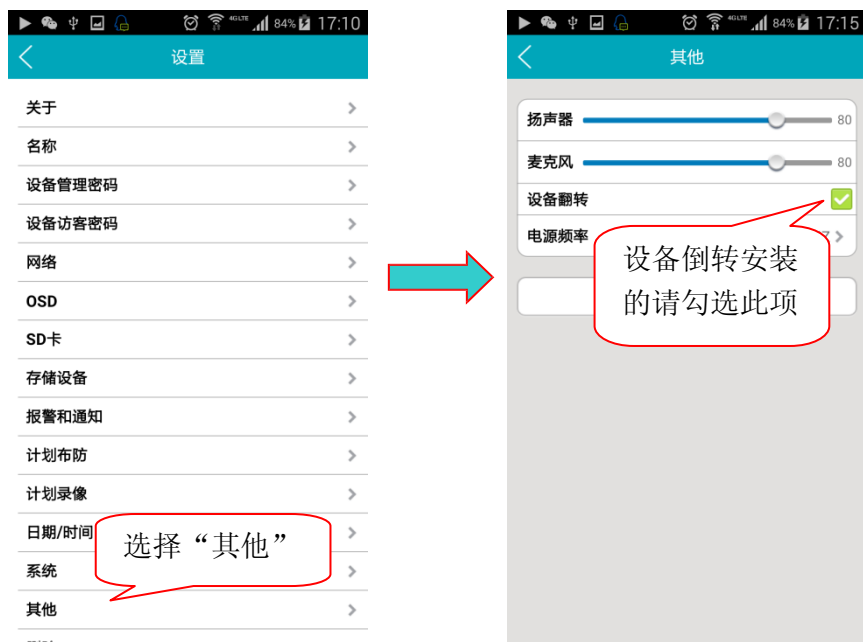 4GLTE 84% 17:10
设置
关于
名称
设备管理密码
设备访客密码
网络
OSD
SD卡
存储设备
报警和通知
计划布防
计划录像
日期/时间
系统
其他
选择“其他”
4GLTE 84% 17:15
其他
扬声器 80
麦克风 80
设备翻转
电源频率
设备倒转安装
的请勾选此项